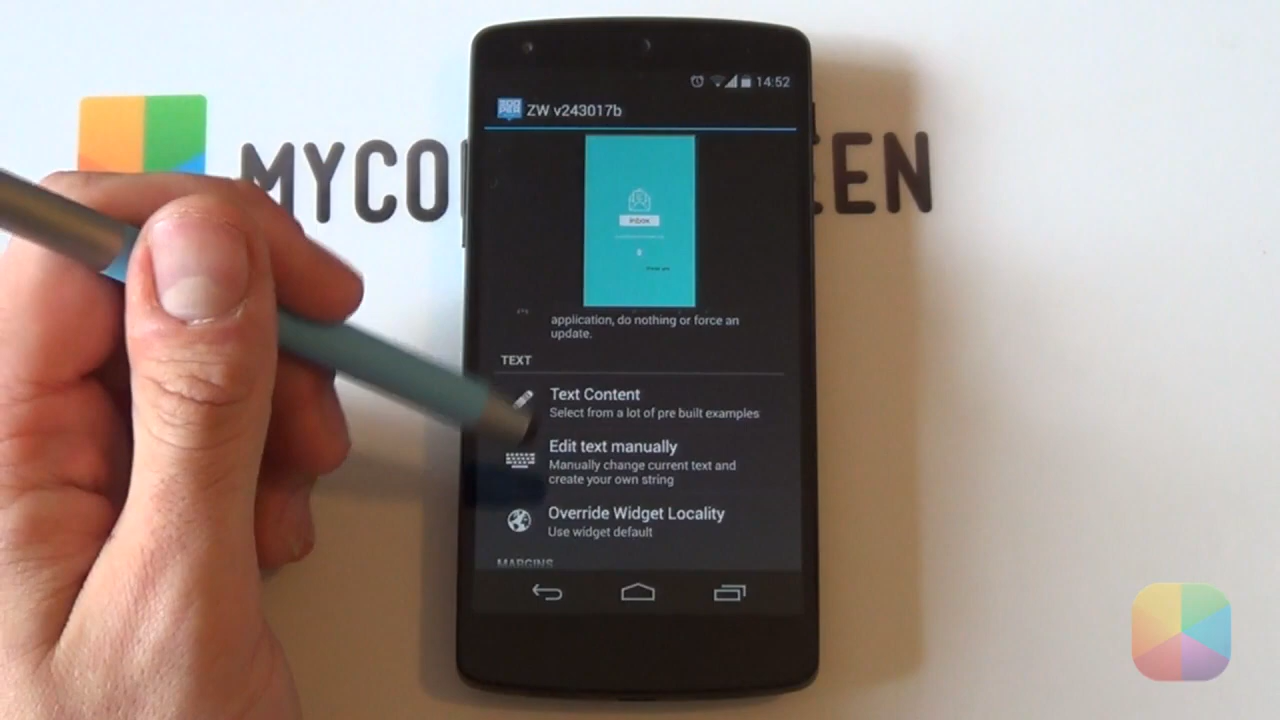 14:52
ZW v243017b
MYCO EEN
INBOX
application, do nothing or force an
update.
TEXT
Text Content
Select from a lot of pre built examples
Edit text manually
Manually change current text and
create your own string
Override Widget Locality
Use widget default
MARGINS